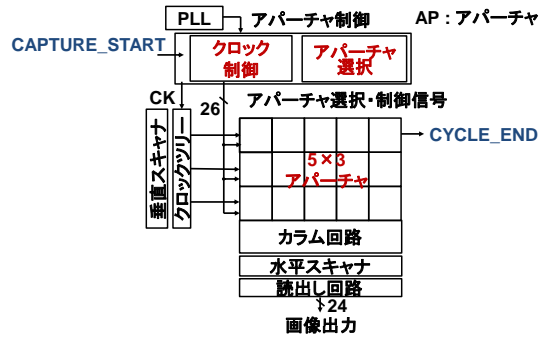 PLL
アパーチャ制御
AP：アパーチャ
CAPTURE_START
クロック
制御
アパーチャ
選択
CK
26
アパーチャ選択・制御信号
垂直スキャナ
クロックツリー
CYCLE_END
5×3
アパーチャ
カラム回路
水平スキャナ
読出し回路
24
画像出力